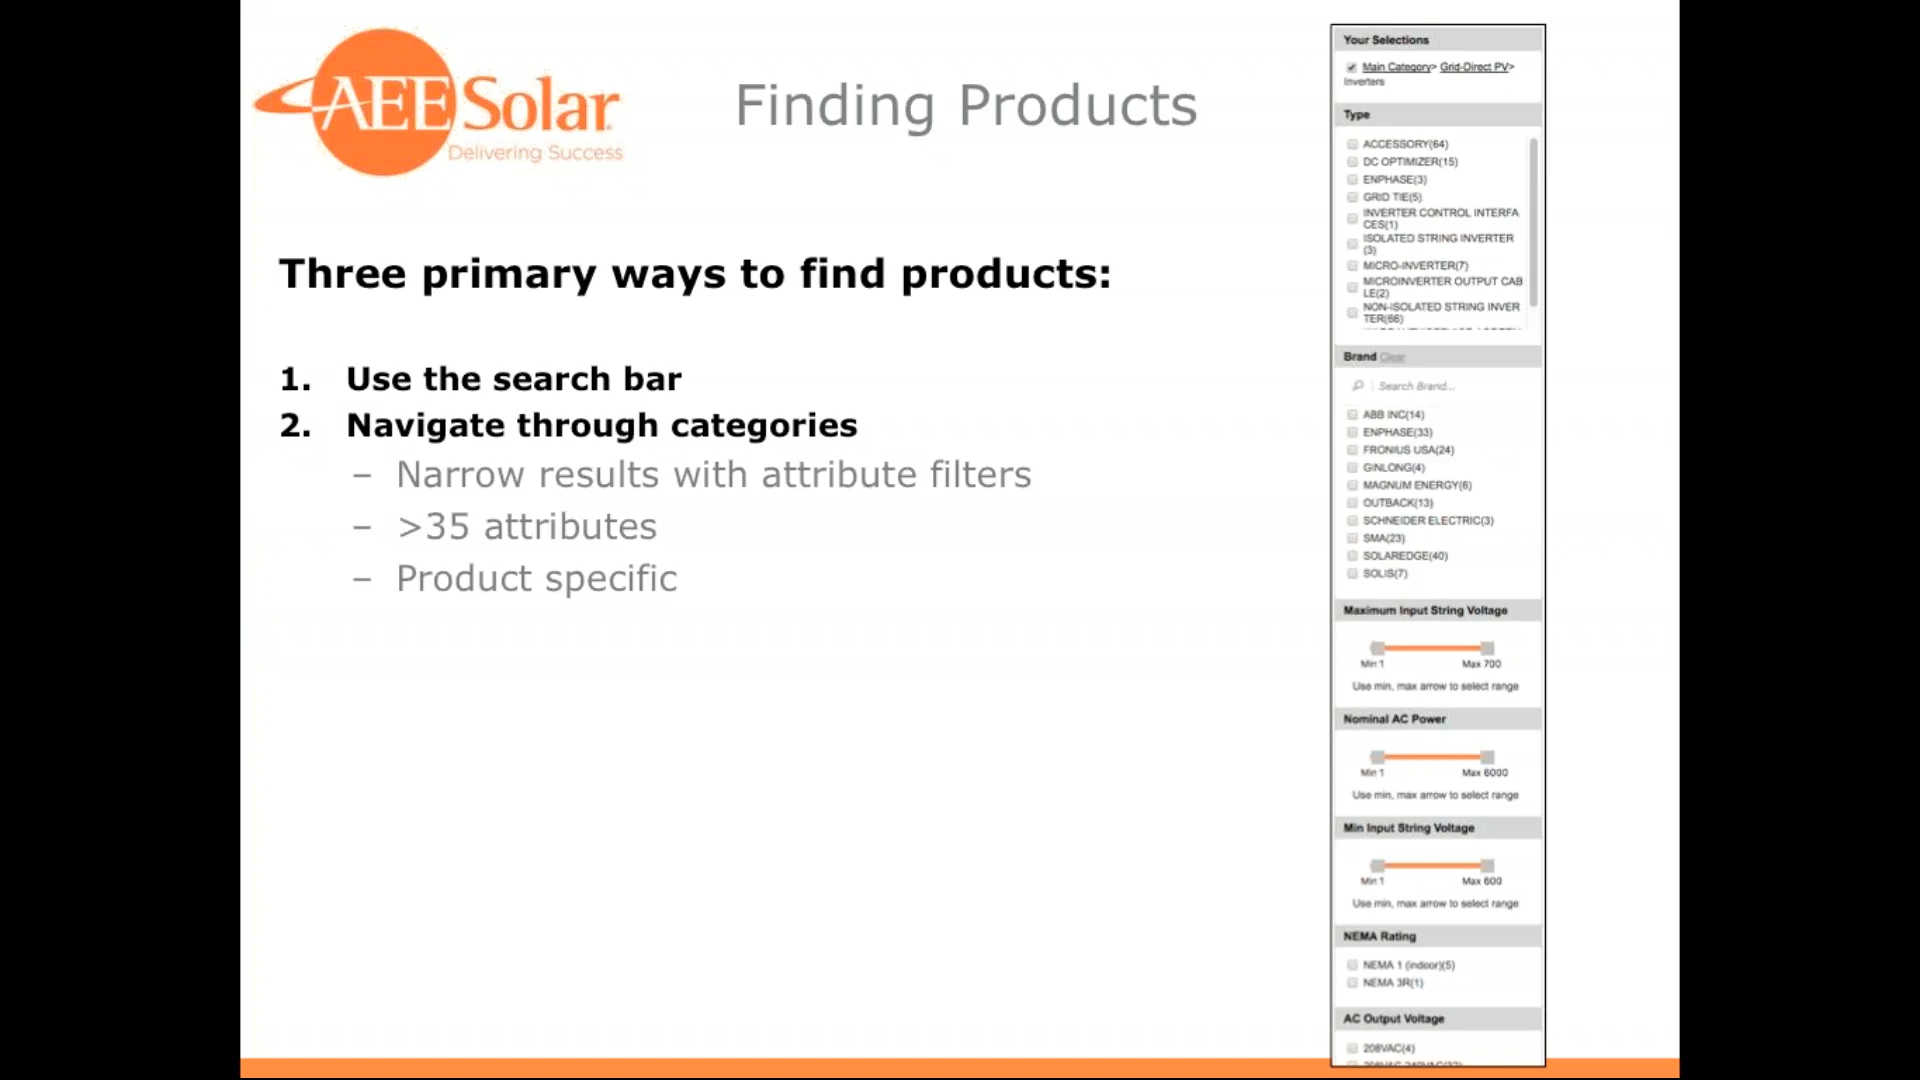 AEE Solar
Delivering Success
Finding Products
Three primary ways to find products:
1. Use the search bar
2. Navigate through categories
– Narrow results with attribute filters
– >35 attributes
– Product specific
Your Selections
Main Category> Grid-Direct PV>
Inverters
Type
ACCESSORY(64)
DC OPTIMIZER(15)
ENPHASE(3)
GRID TIE(5)
INVERTER CONTROL INTERFA
CES(1)
ISOLATED STRING INVERTER
(3)
MICRO-INVERTER(7)
MICROINVERTER OUTPUT CAB
LE(2)
NON-ISOLATED STRING INVER
TER(66)
Brand Clear
Search Brand...
ABB INC(14)
ENPHASE(33)
FRONIUS USA(24)
GINLONG(4)
MAGNUM ENERGY(6)
OUTBACK(13)
SCHNEIDER ELECTRIC(3)
SMA(23)
SOLAREDGE(40)
SOLIS(7)
Maximum Input String Voltage
Min 1 Max 700
Use min, max arrow to select range
Nominal AC Power
Min 1 Max 6000
Use min, max arrow to select range
Min Input String Voltage
Min 1 Max 600
Use min, max arrow to select range
NEMA Rating
NEMA 1 (indoor)(5)
NEMA 3R(1)
AC Output Voltage
208VAC(4)